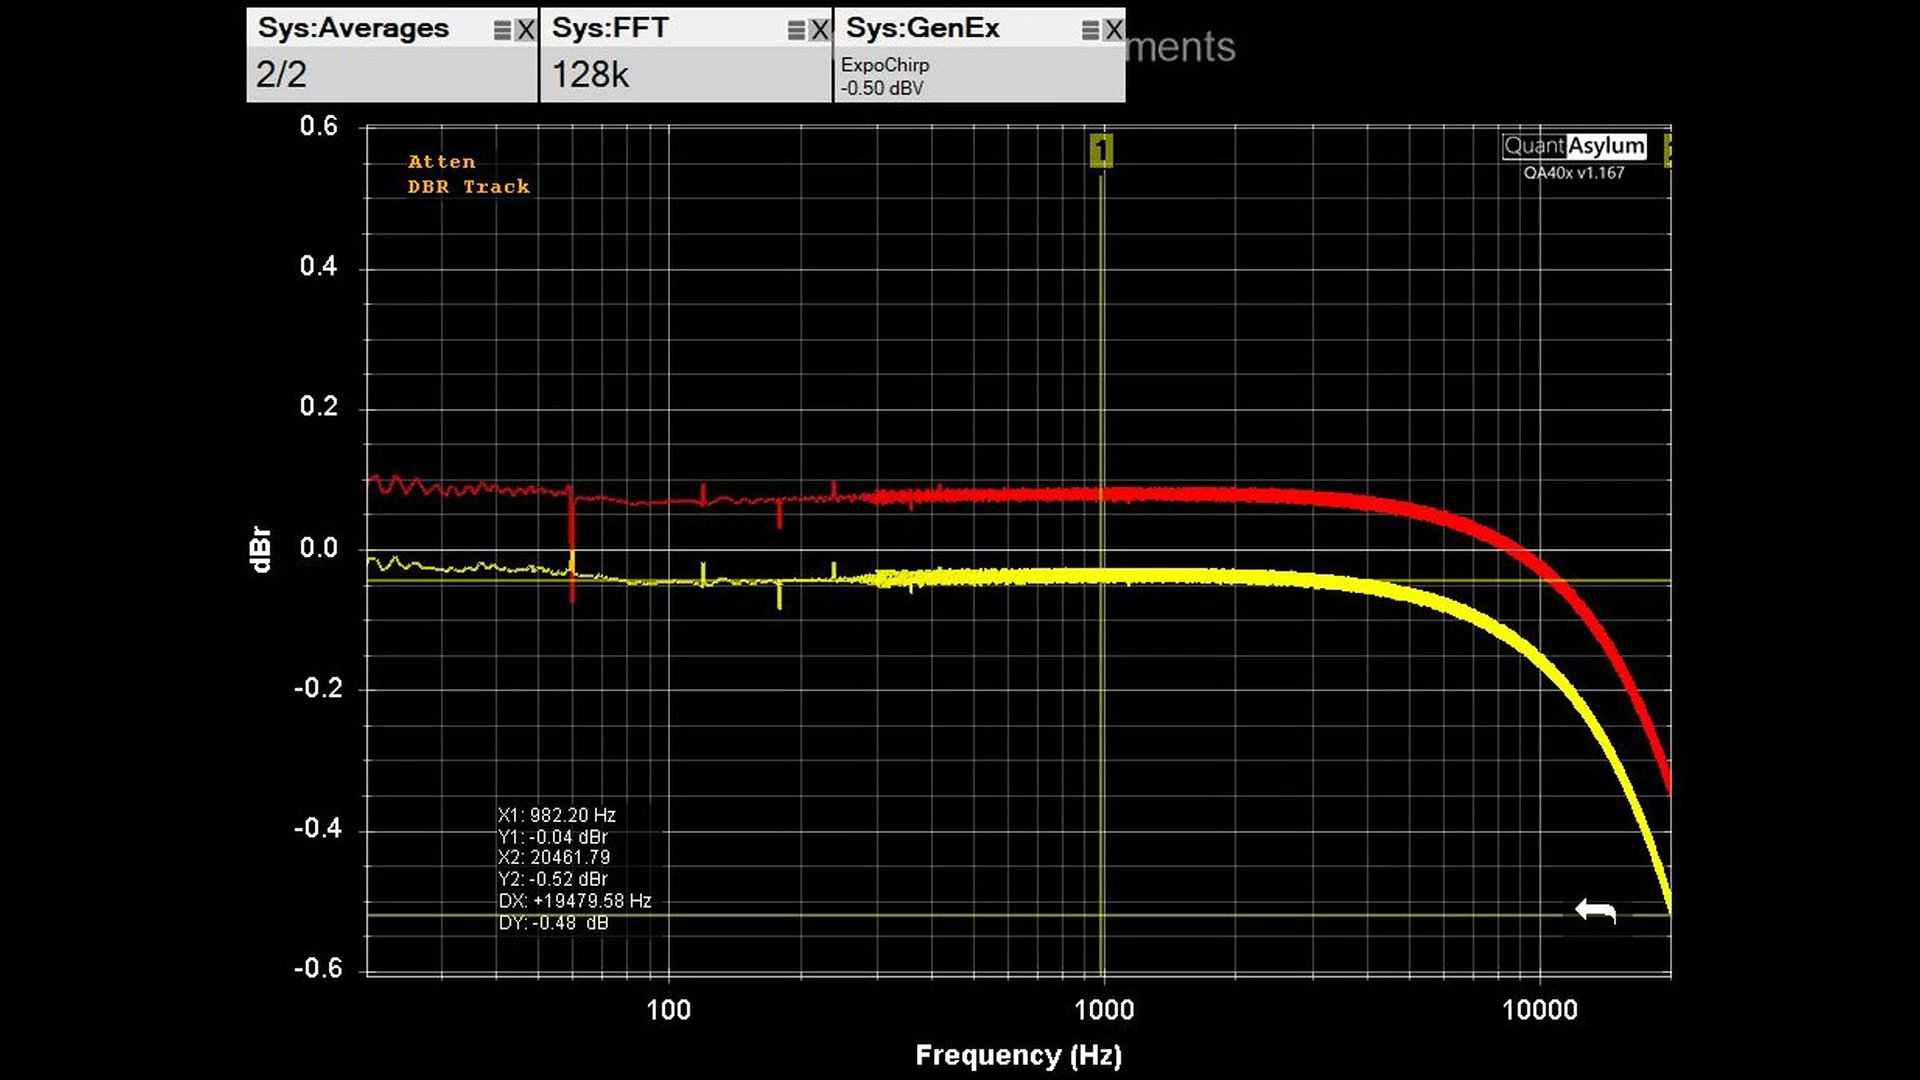 Sys:Averages
X
Sys:FFT
X
Sys:GenEx
X
ments
2/2
128k
ExpoChirp
-0.50 dBV
0.6
0.4
0.2
0.0
-0.2
-0.4
-0.6
dBr
Atten
DBR Track
1
QuantAsylum
QA40x v1.167
X1: 982.20 Hz
Y1: -0.04 dBr
X2: 20461.79
Y2: -0.52 dBr
DX: +19479.58 Hz
DY: -0.48 dB
100
1000
10000
Frequency (Hz)